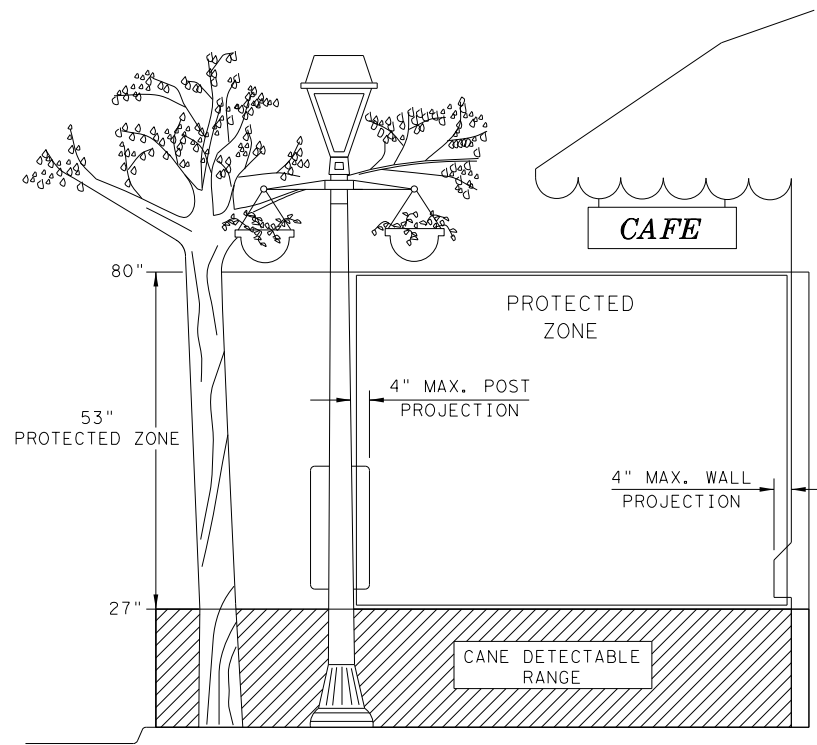 CAFE
80"
PROTECTED
ZONE
4" MAX. POST
PROJECTION
53"
PROTECTED ZONE
4" MAX. WALL
PROJECTION
27"
CANE DETECTABLE
RANGE